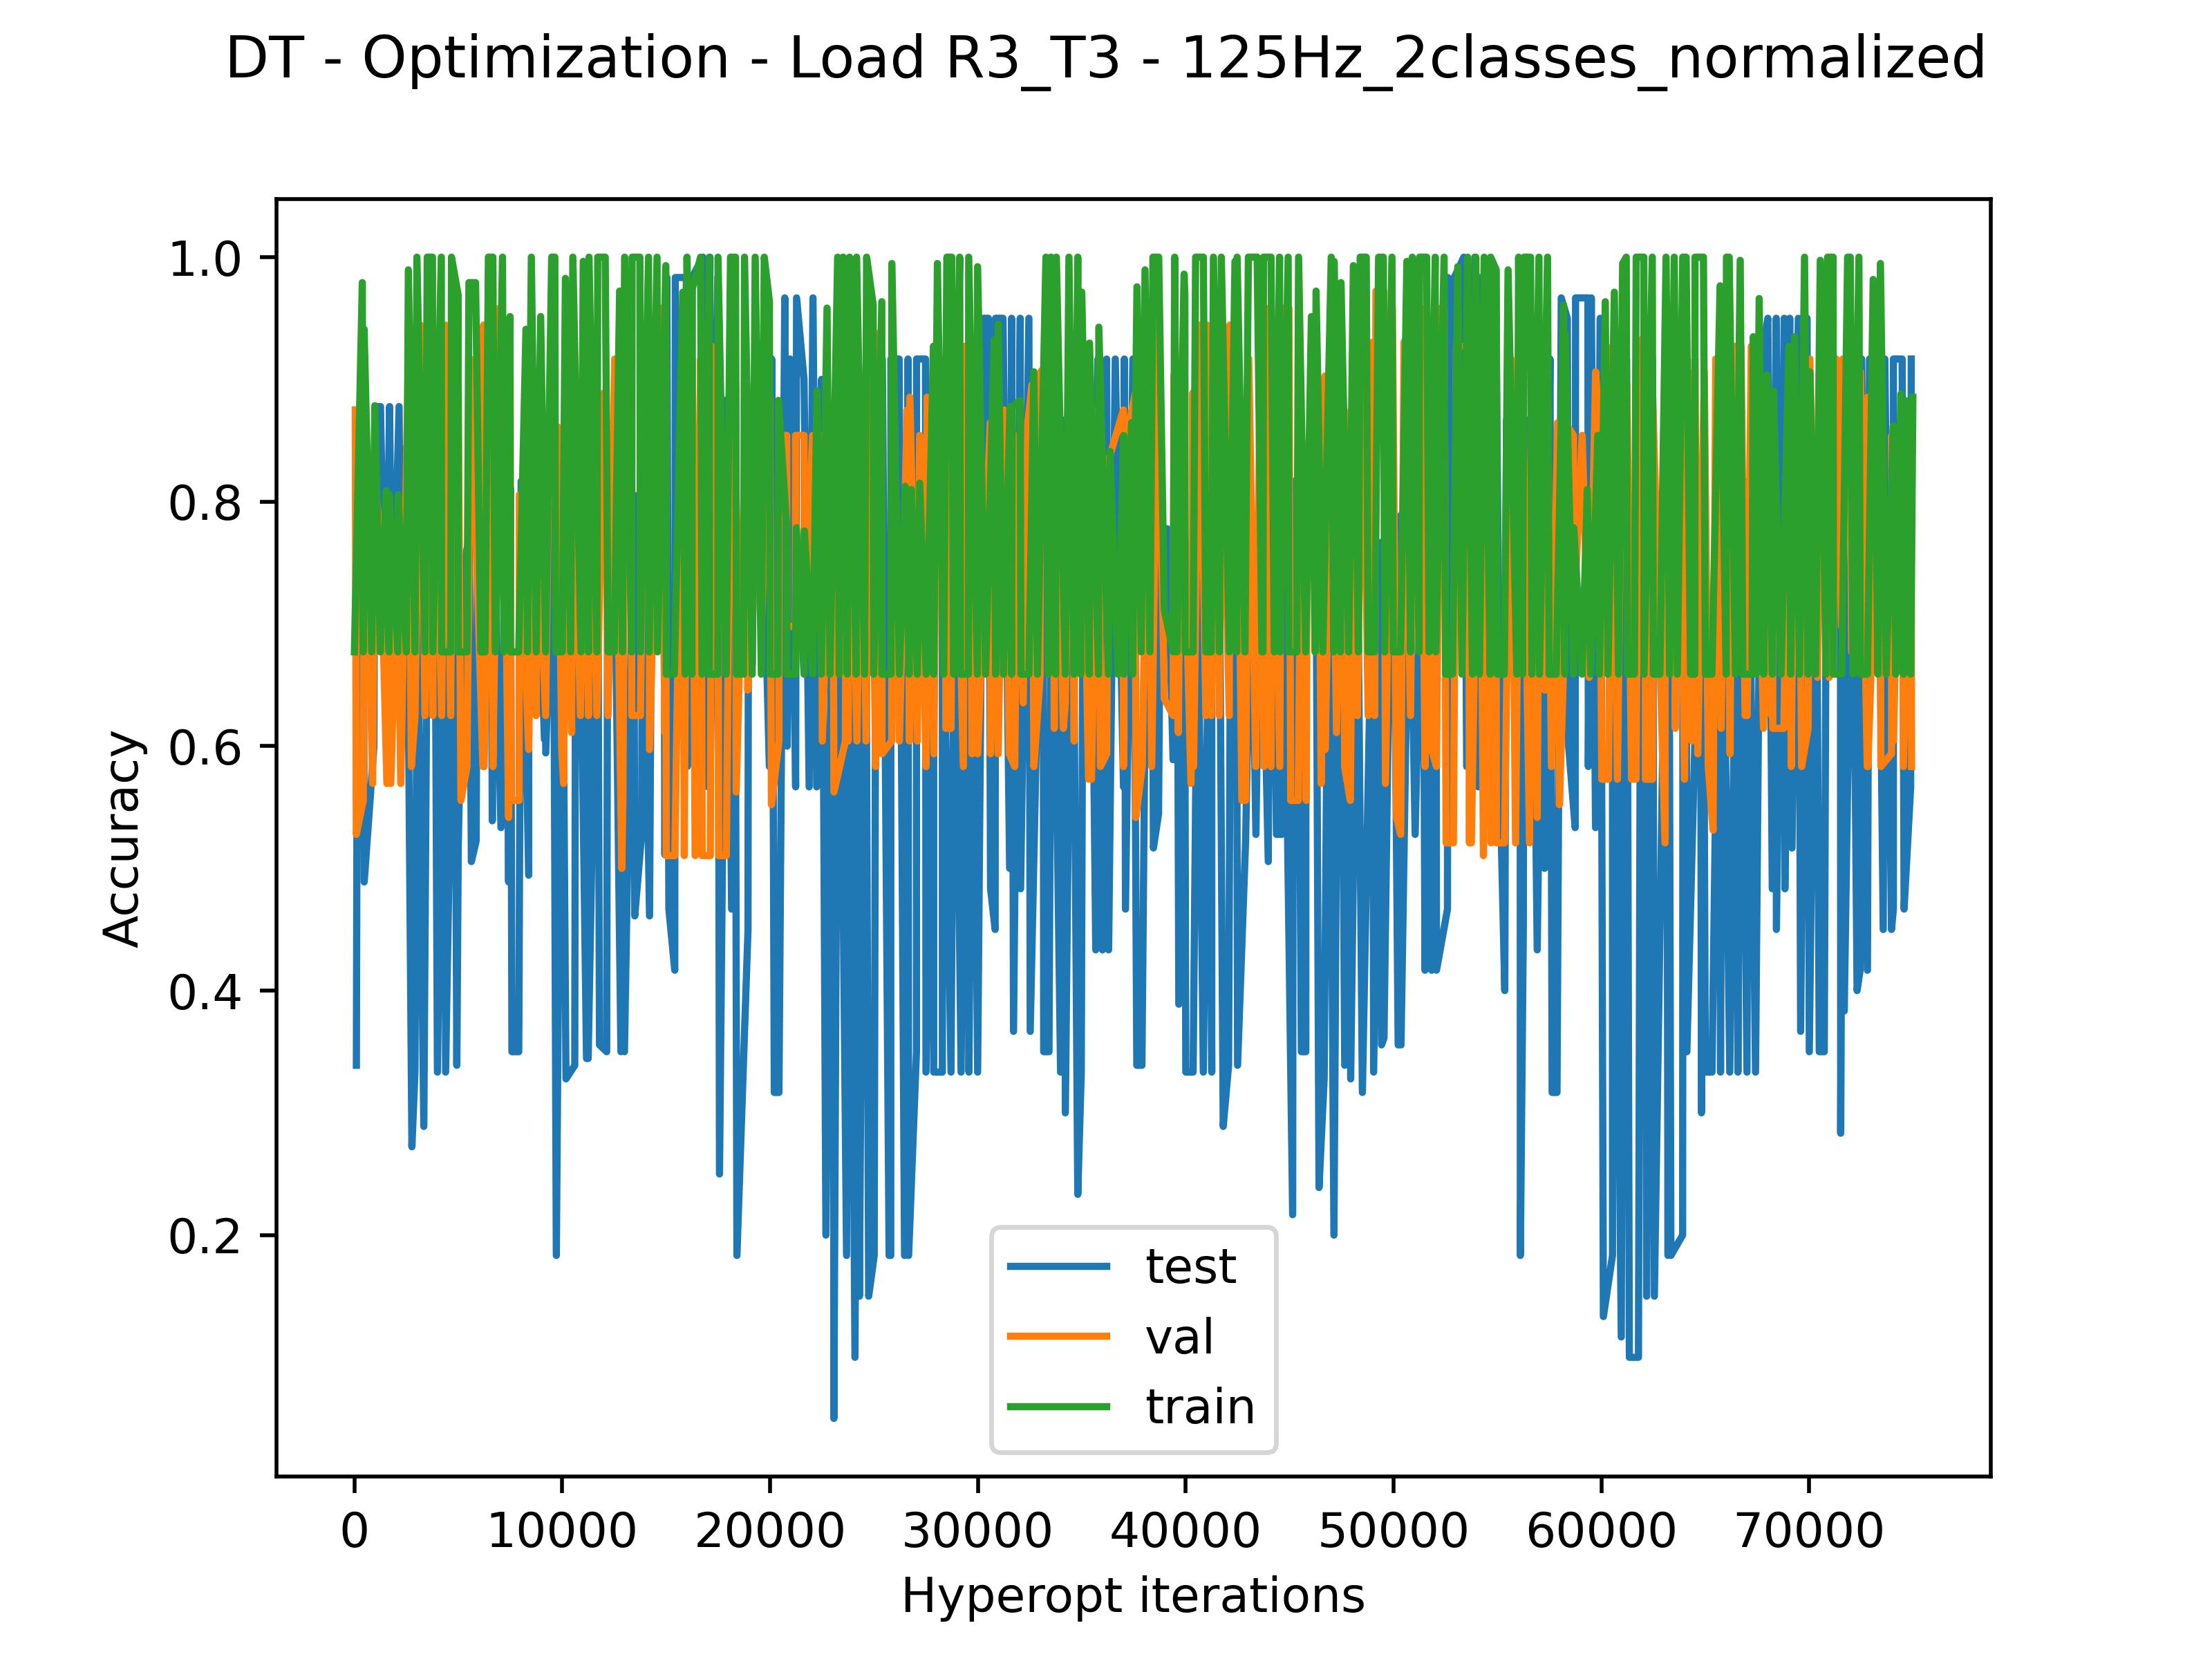 DT - Optimization - Load R3_T3 - 125Hz_2classes_normalized
1.0
0.8
0.6
0.4
0.2
Accuracy
test
val
train
0 10000 20000 30000 40000 50000 60000 70000
Hyperopt iterations